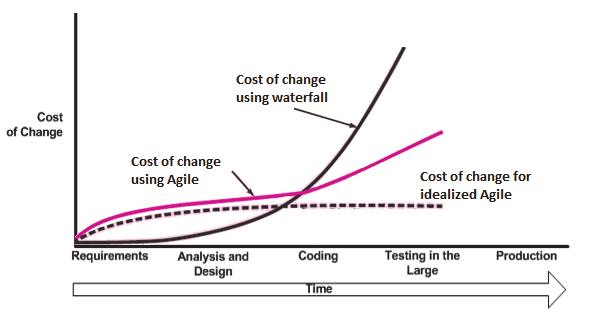 Cost of change
using waterfall
Cost
of Change
Cost of change
using Agile
Cost of change for
idealized Agile
Requirements
Analysis and
Design
Coding
Testing in the
Large
Production
Time